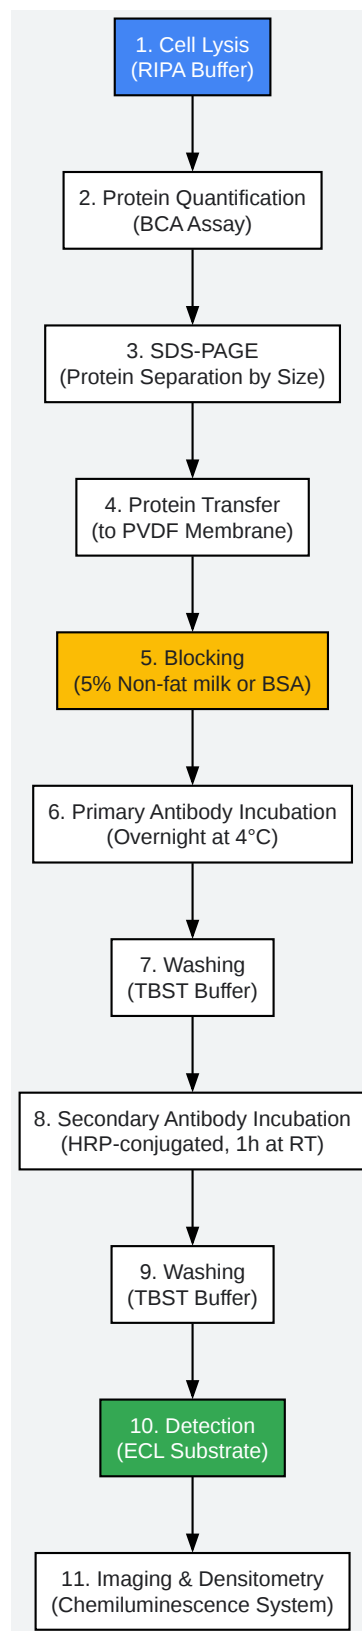 1. Cell Lysis
(RIPA Buffer)
2. Protein Quantification
(BCA Assay)
3. SDS-PAGE
(Protein Separation by Size)
4. Protein Transfer
(to PVDF Membrane)
5. Blocking
(5% Non-fat milk or BSA)
6. Primary Antibody Incubation
(Overnight at 4°C)
7. Washing
(TBST Buffer)
8. Secondary Antibody Incubation
(HRP-conjugated, 1h at RT)
9. Washing
(TBST Buffer)
10. Detection
(ECL Substrate)
11. Imaging & Densitometry
(Chemiluminescence System)